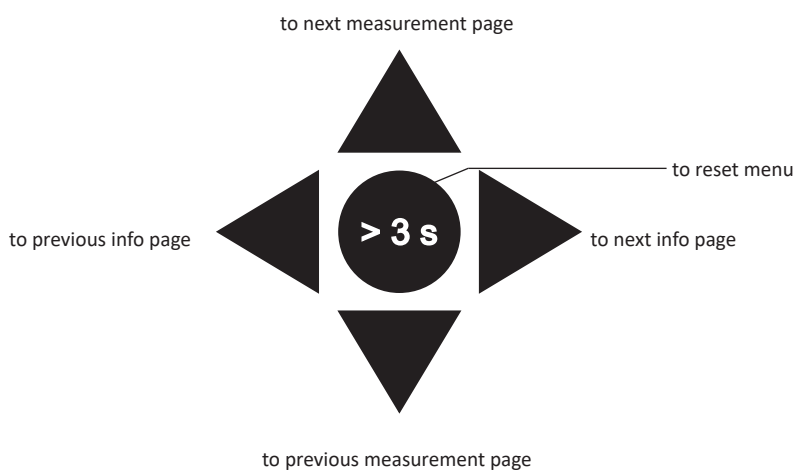 to next measurement page
to reset menu
to previous info page
> 3 s
to next info page
to previous measurement page